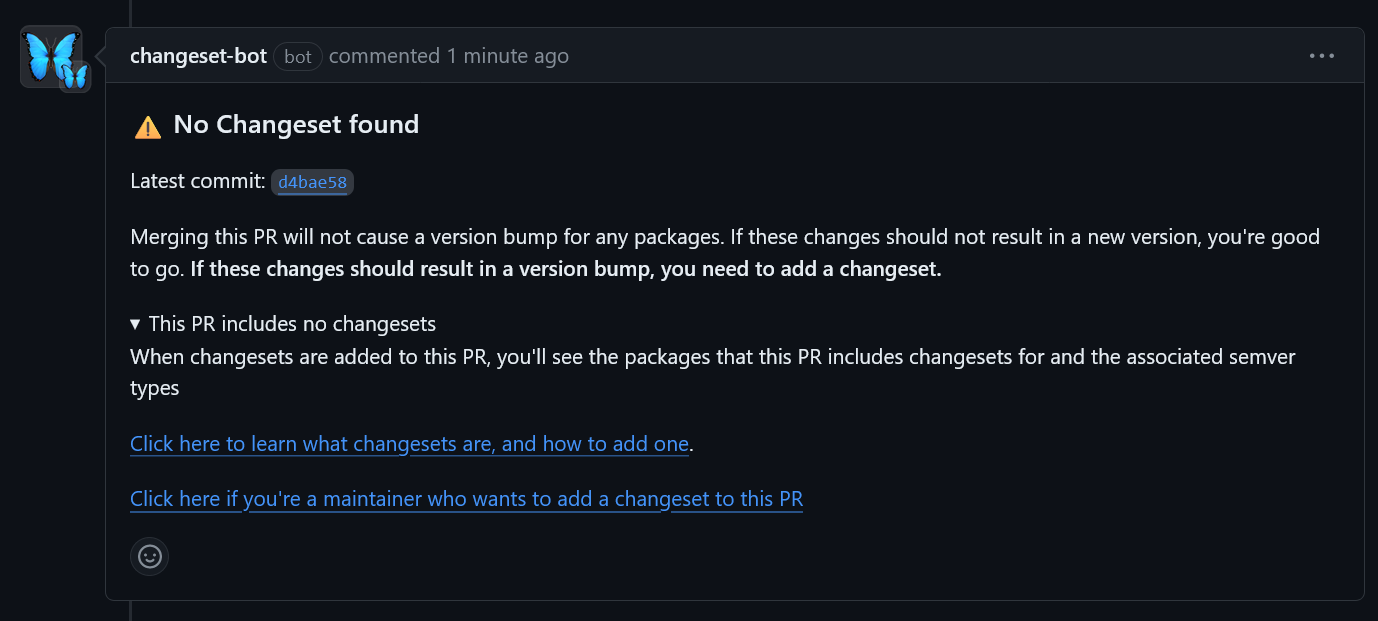 changeset-bot bot commented 1 minute ago
No Changeset found
Latest commit: d4bae58
Merging this PR will not cause a version bump for any packages. If these changes should not result in a new version, you're good
to go. If these changes should result in a version bump, you need to add a changeset.
This PR includes no changesets
When changesets are added to this PR, you'll see the packages that this PR includes changesets for and the associated semver
types
Click here to learn what changesets are, and how to add one.
Click here if you're a maintainer who wants to add a changeset to this PR